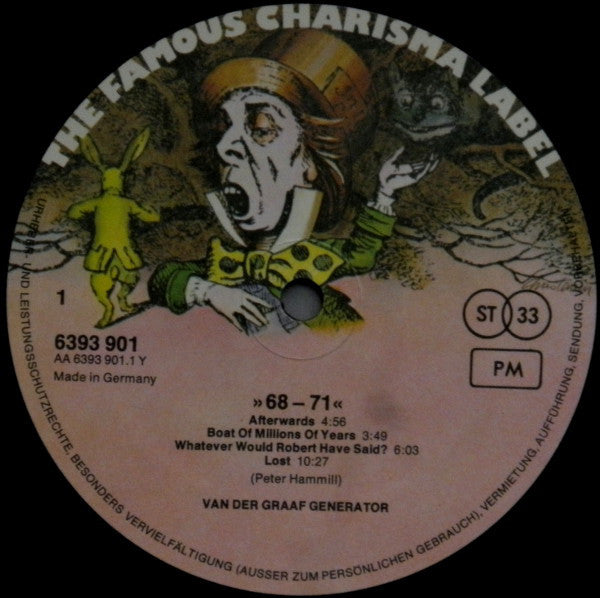 THE FAMOUS CHARISMA LABEL
1
ST 33
6393 901
AA 6393 901.1 Y
Made in Germany
PM
»68 – 71«
Afterwards 4:56
Boat Of Millions Of Years 3:49
Whatever Would Robert Have Said? 6:03
Lost 10:27
(Peter Hammill)
VAN DER GRAAF GENERATOR
URHEBER- UND LEISTUNGSSCHUTZRECHTE, BESONDERS VERVIELFÄLTIGUNG (AUSSER ZUM PERSÖNLICHEN GEBRAUCH), VERMIETUNG, AUFFÜHRUNG, SENDUNG, VORBEHALTEN